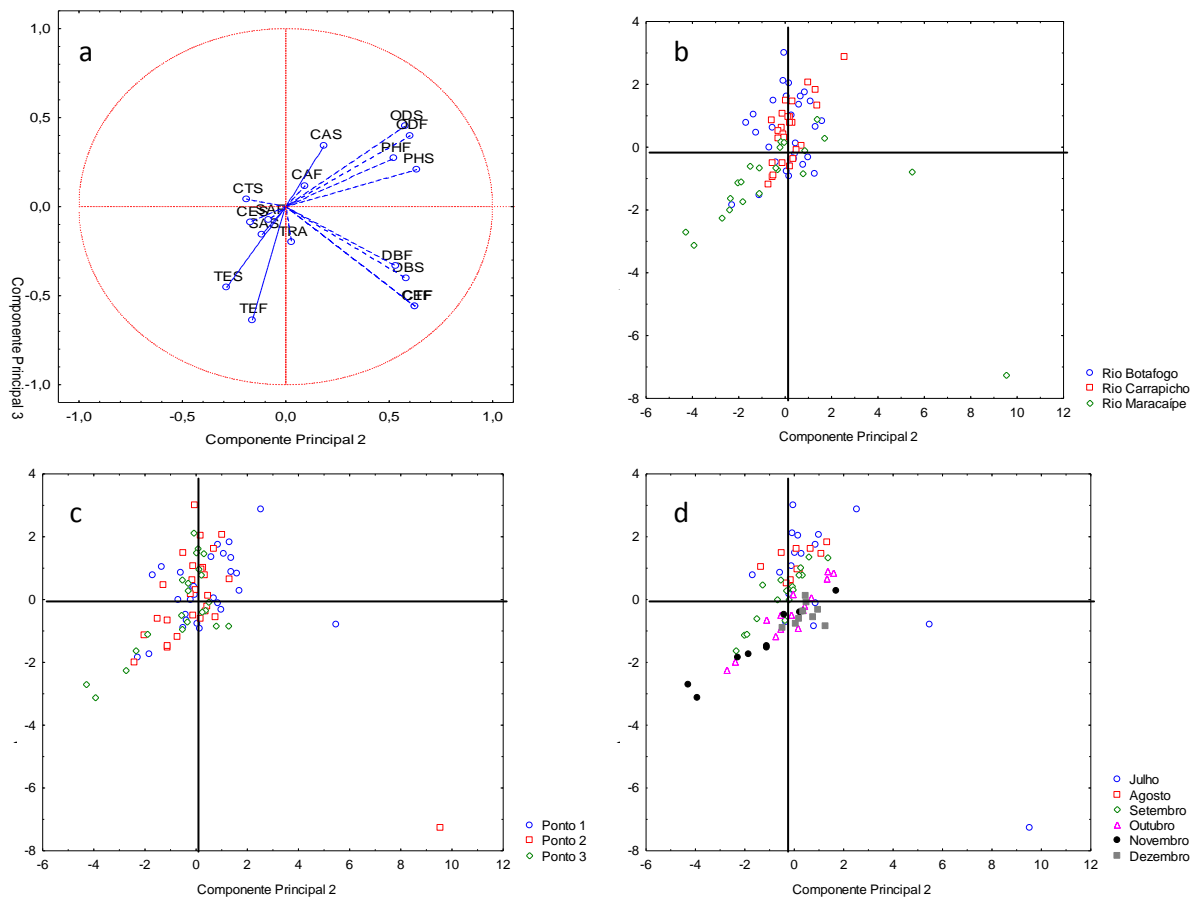 a
1,0
0,5
0,0
-0,5
-1,0
-1,0
-0,5
0,0
0,5
1,0
Componente Principal 3
Componente Principal 2
ODS
ODF
CAS
PHF
PHS
CAF
CTS
SAF
CES
SAS
TRA
DBF
DBS
TES
TEF
b
4
2
0
-2
-4
-6
-8
-6
-4
-2
0
2
4
6
8
10
12
Componente Principal 2
Rio Botafogo
Rio Carrapicho
Rio Maracaípe
c
4
2
0
-2
-4
-6
-8
-6
-4
-2
0
2
4
6
8
10
12
Componente Principal 2
Ponto 1
Ponto 2
Ponto 3
d
4
2
0
-2
-4
-6
-8
-6
-4
-2
0
2
4
6
8
10
12
Componente Principal 2
Julho
Agosto
Setembro
Outubro
Novembro
Dezembro